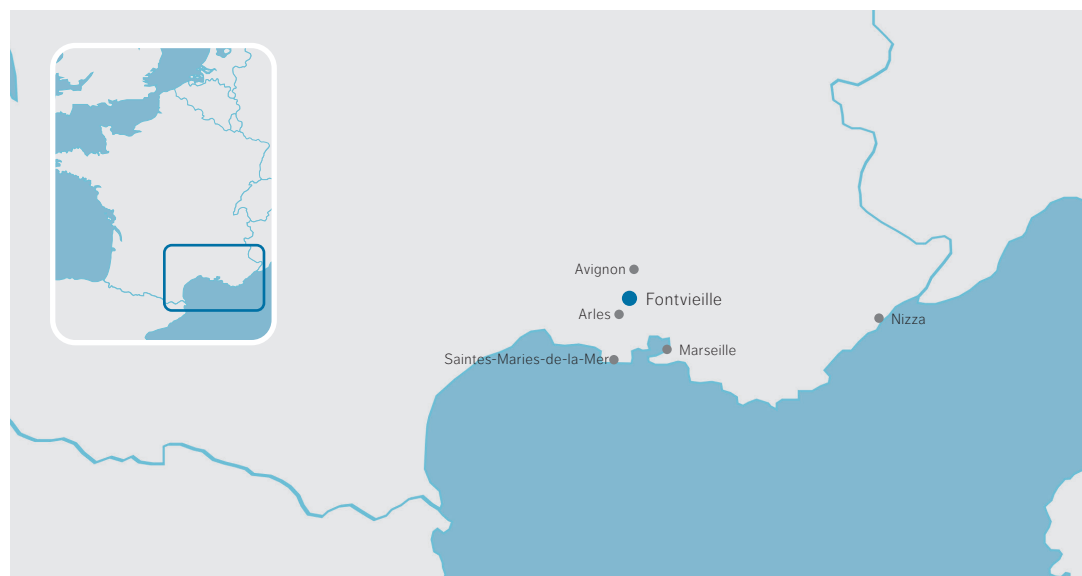 Avignon
Fontvieille
Arles
Nizza
Marseille
Saintes-Maries-de-la-Mer